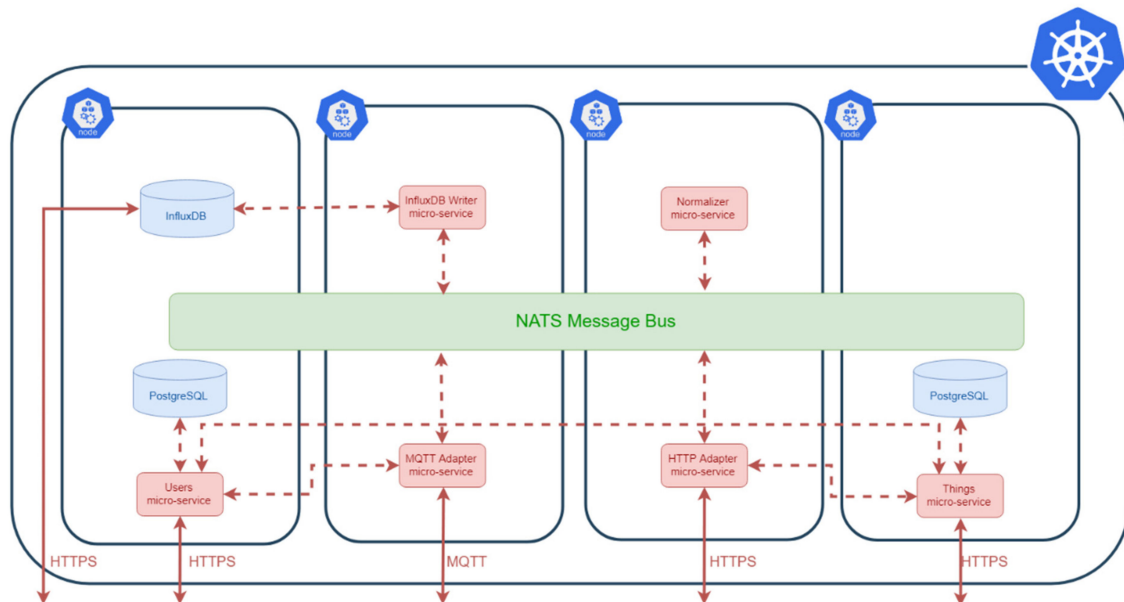 node
node
node
node
InfluxDB
InfluxDB Writer
micro-service
Normalizer
micro-service
NATS Message Bus
PostgreSQL
PostgreSQL
MQTT Adapter
micro-service
HTTP Adapter
micro-service
Users
micro-service
Things
micro-service
HTTPS
HTTPS
MQTT
HTTPS
HTTPS